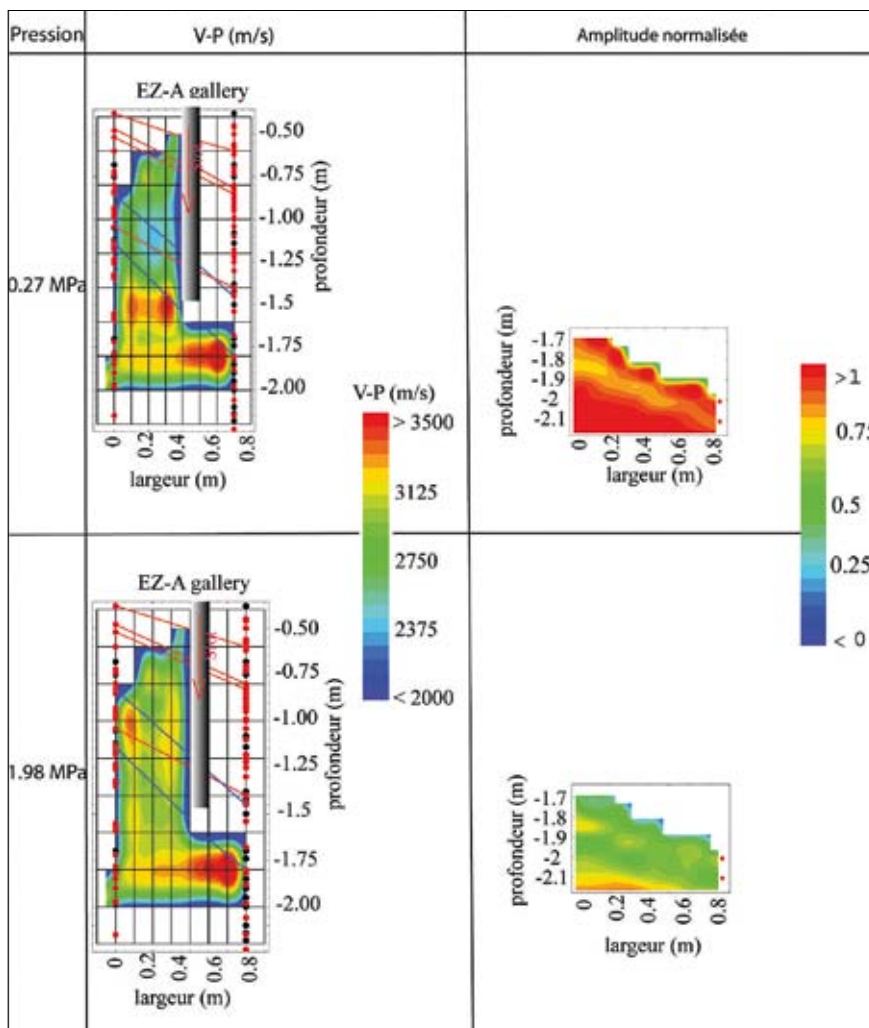 Pression
V-P (m/s)
Amplitude normalisée
EZ-A gallery
-0.50
-0.75
-1.00
-1.25
-1.5
-1.75
-2.00
profondeur (m)
0 0.2 0.4 0.6 0.8
largeur (m)
0.27 MPa
V-P (m/s)
> 3500
3125
2750
2375
< 2000
-1.7
-1.8
-1.9
-2
-2.1
profondeur (m)
0 0.2 0.4 0.6 0.8
largeur (m)
>1
0.75
0.5
0.25
< 0
EZ-A gallery
-0.50
-0.75
-1.00
-1.25
-1.5
-1.75
-2.00
profondeur (m)
0 0.2 0.4 0.6 0.8
largeur (m)
1.98 MPa
-1.7
-1.8
-1.9
-2
-2.1
profondeur (m)
0 0.2 0.4 0.6 0.8
largeur (m)